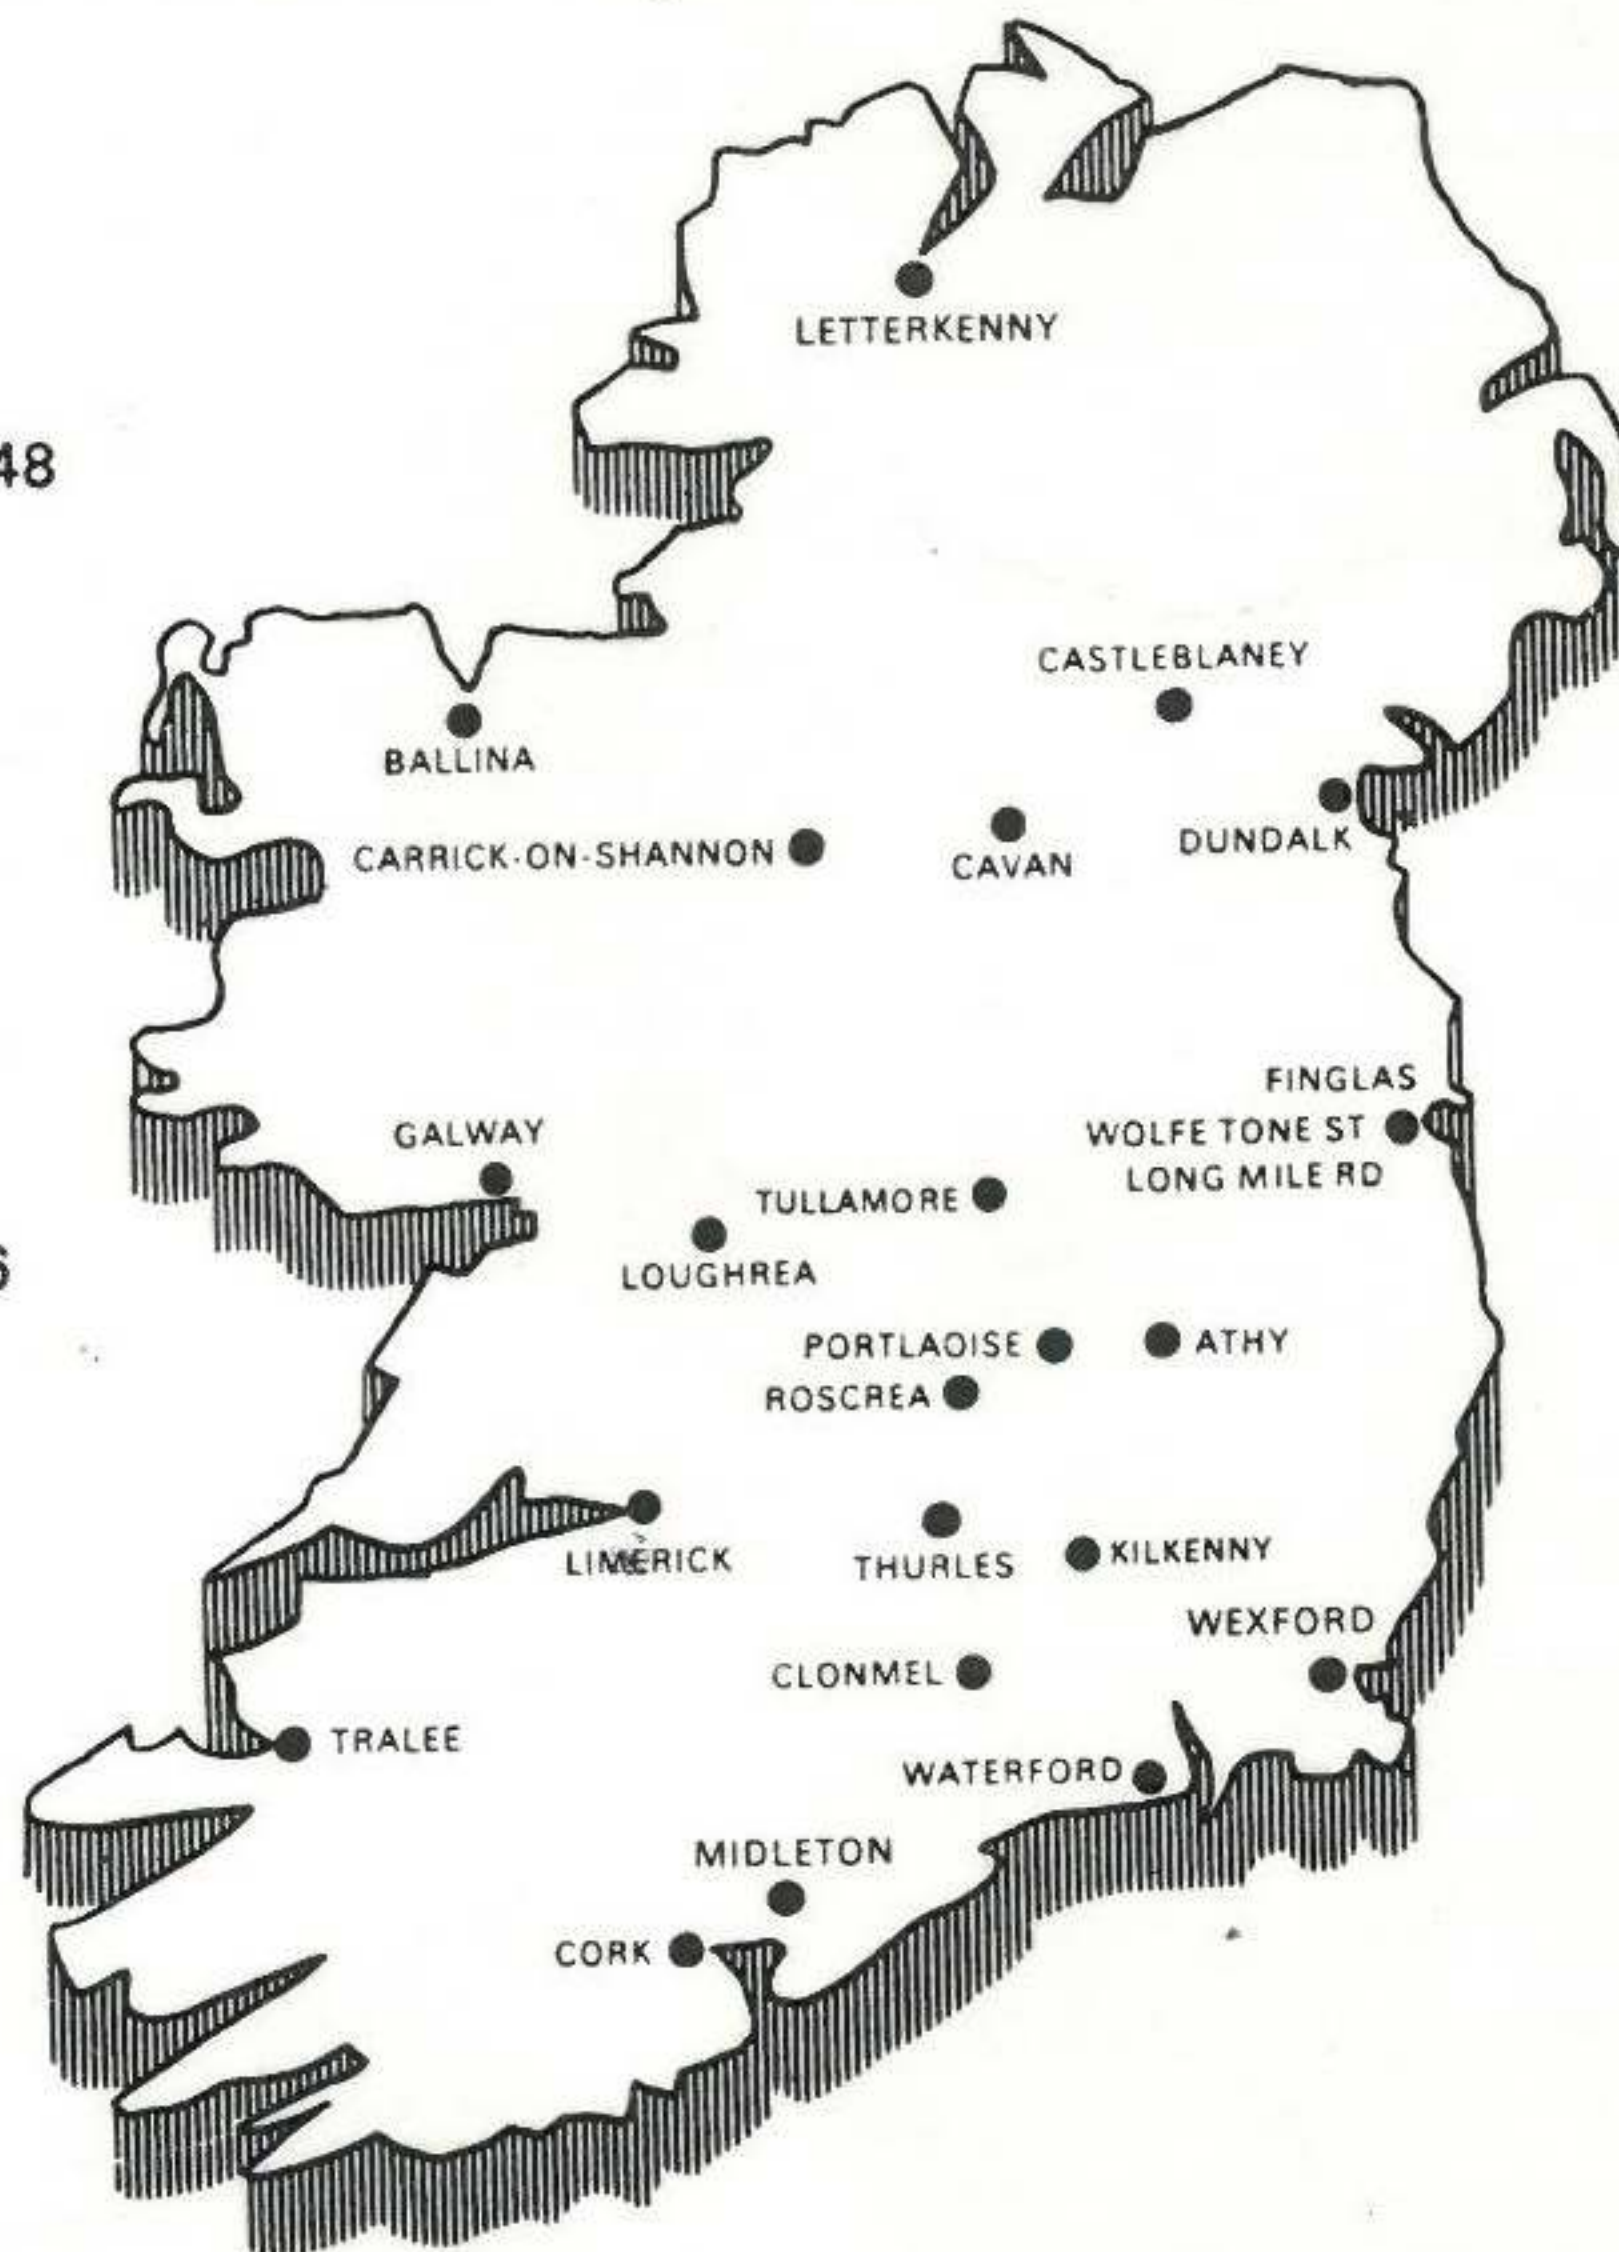 LETTERKENNY
48
CASTLEBLANEY
BALLINA
CARRICK-ON-SHANNON
CAVAN
DUNDALK
FINGLAS
WOLFE TONE ST
LONG MILE RD
GALWAY
TULLAMORE
LOUGHREA
6
PORTLAOISE
ATHY
ROSCREA
LIMERICK
THURLES
KILKENNY
WEXFORD
CLONMEL
TRALEE
WATERFORD
MIDLETON
CORK